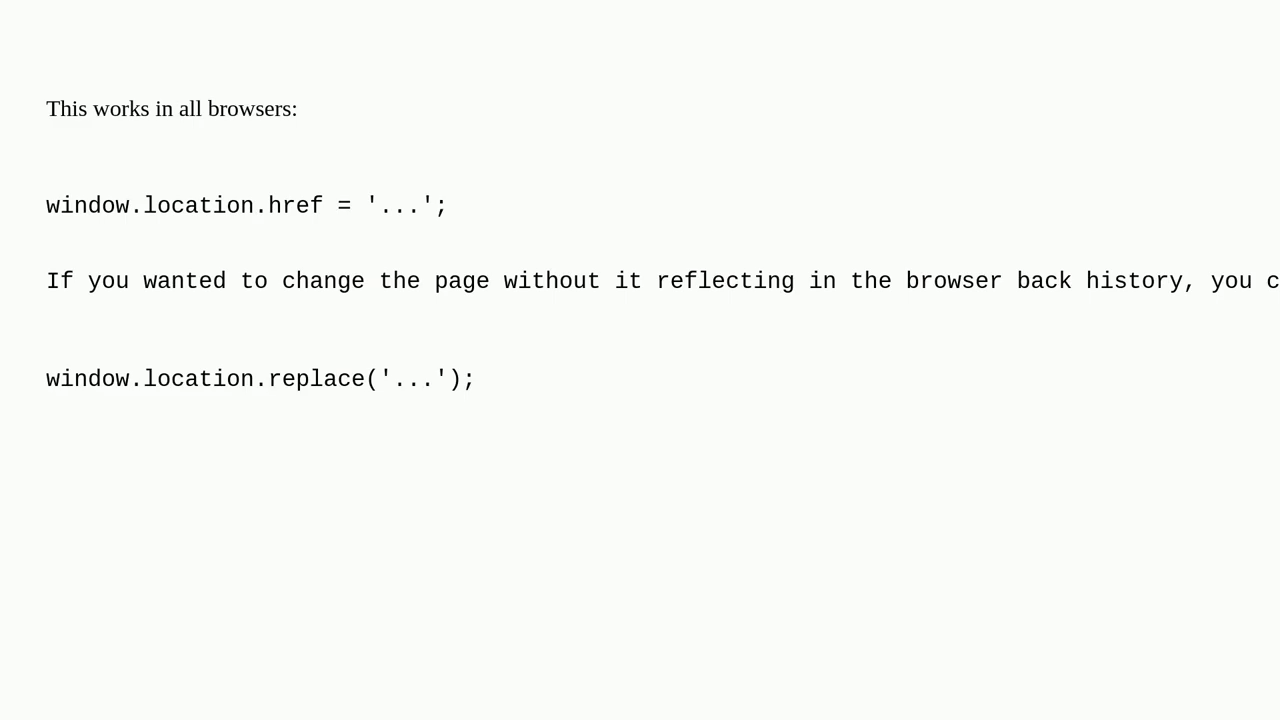 This works in all browsers:
window.location.href = '...';
If you wanted to change the page without it reflecting in the browser back history, you c
window.location.replace('...');